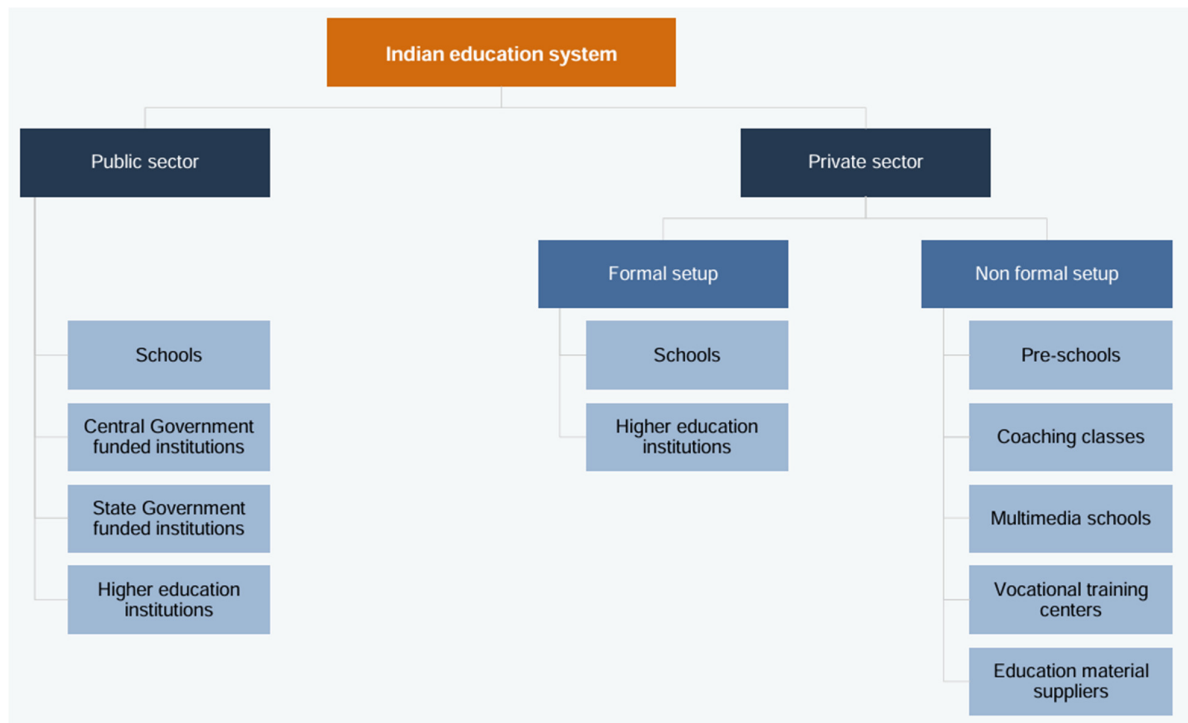 Indian education system
Public sector
Private sector
Formal setup
Non formal setup
Schools
Central Government
funded institutions
State Government
funded institutions
Higher education
institutions
Schools
Higher education
institutions
Pre-schools
Coaching classes
Multimedia schools
Vocational training
centers
Education material
suppliers